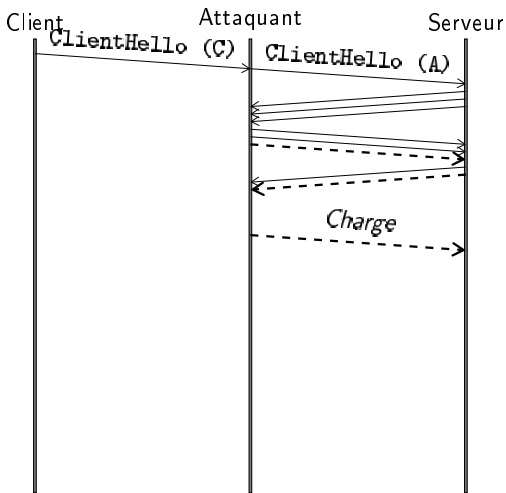 Client
Attaquant
Serveur
ClientHello (C)
ClientHello (A)
Charge